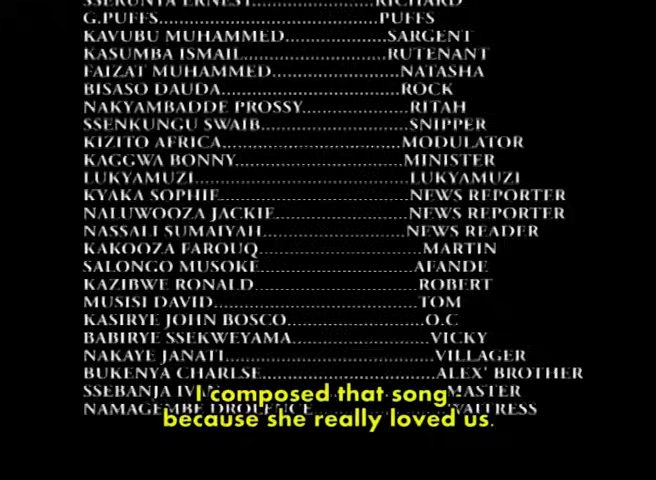 SSERUNYA ERNEST............................RICHARD
G.PUFFS............................PUFFS
KAVUBU MUHAMMED....................SARGENT
KASUMBA ISMAIL............................RUTENANT
FAIZAT MUHAMMED.........................NATASHA
BISASO DAUDA...................................ROCK
NAKYAMBADDE PROSSY.....................RITAH
SSENKUNGU SWAIB.............................SNIPPER
KIZITO AFRICA...................................MODULATOR
KAGGWA BONNY................................MINISTER
LUKYAMUZI..........................................LUKYAMUZI
KYAKA SOPHIE.....................................NEWS REPORTER
NALUWOOZA JACKIE..........................NEWS REPORTER
NASSALI SUMAIYAH............................NEWS READER
KAKOOZA FAROUQ................................MARTIN
SALONGO MUSOKE..............................AFANDE
KAZIBWE RONALD................................ROBERT
MUSISI DAVID........................................TOM
KASIRYE JOHN BOSCO...........................O.C
BABIRYE SSEKWEYAMA...........................VICKY
NAKAYE JANATI.......................................VILLAGER
BUKENYA CHARLSE.................................ALEX' BROTHER
SSEBANJA IVAN.......................................MASTER
NAMAGEMBE DROLENCE.........................WAITRESS
I composed that song -
because she really loved us.